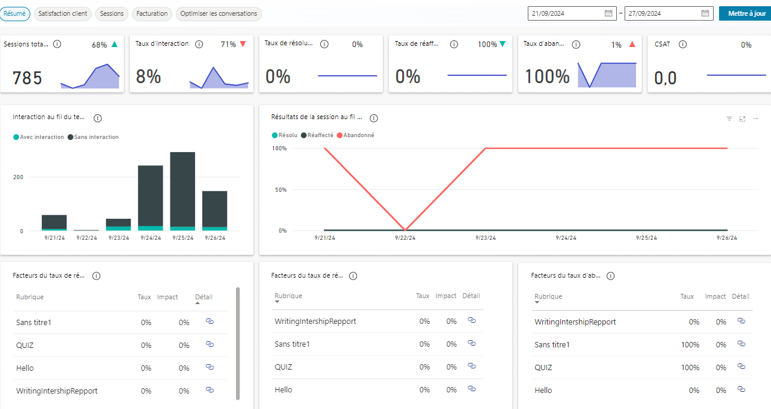 Résumé Satisfaction client Sessions Facturation Optimiser les conversations 21/09/2024 – 27/09/2024 Mettre à jour
Sessions tota... 68%
785
Taux d'interaction 71%
8%
Taux de résolu... 0%
0%
Taux de réaff... 100%
0%
Taux d'aban... 1%
100%
CSAT 0%
0,0
Interaction au fil du te...
Avec interaction Sans interaction
200
0
9/21/24 9/22/24 9/23/24 9/24/24 9/25/24 9/26/24
Résultats de la session au fil ...
Résolu Réaffecté Abandonné
100%
50%
0%
9/21/24 9/22/24 9/23/24 9/24/24 9/25/24 9/26/24
Facteurs du taux de ré...
Rubrique Taux Impact Détail
Sans titre1 0% 0%
QUIZ 0% 0%
Hello 0% 0%
WritingIntershipRepport 0% 0%
Facteurs du taux de ré...
Rubrique Taux Impact Détail
WritingIntershipRepport 0% 0%
Sans titre1 0% 0%
QUIZ 0% 0%
Hello 0% 0%
Facteurs du taux d'ab...
Rubrique Taux Impact Détail
WritingIntershipRepport 0% 0%
Sans titre1 100% 0%
QUIZ 100% 0%
Hello 0% 0%